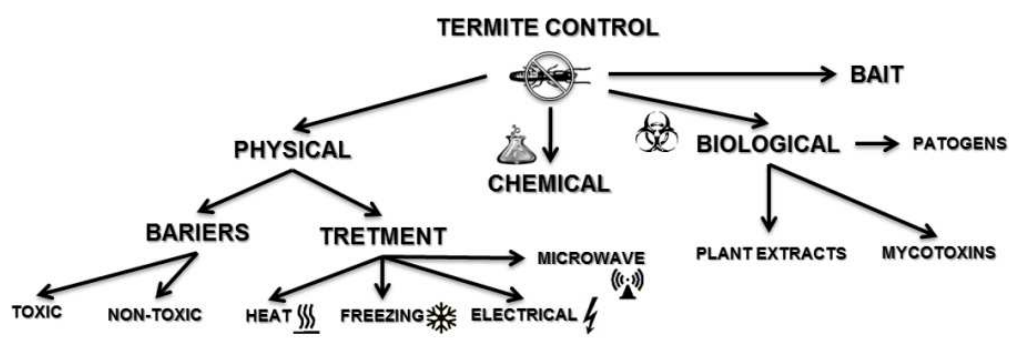 TERMITE CONTROL
BAIT
PHYSICAL
CHEMICAL
BIOLOGICAL
PATOGENS
BARIERS
TRETMENT
PLANT EXTRACTS
MYCOTOXINS
MICROWAVE
TOXIC
NON-TOXIC
HEAT
FREEZING
ELECTRICAL